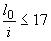 l₀/i ≤ 17